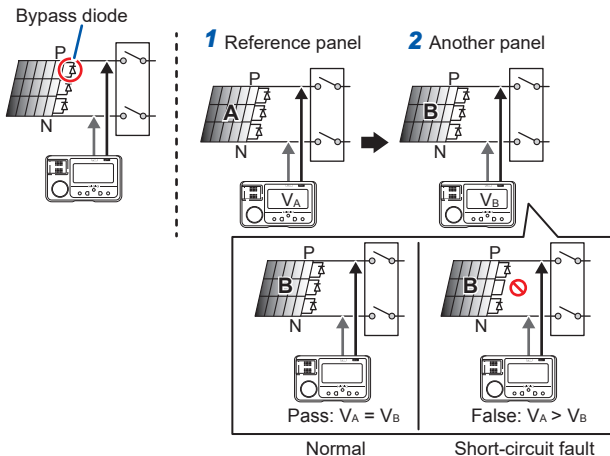 Bypass diode
P
N
1 Reference panel
P
A
N
VA
2 Another panel
P
B
N
VB
P
B
N
Pass: VA = VB
Normal
P
B
N
False: VA > VB
Short-circuit fault